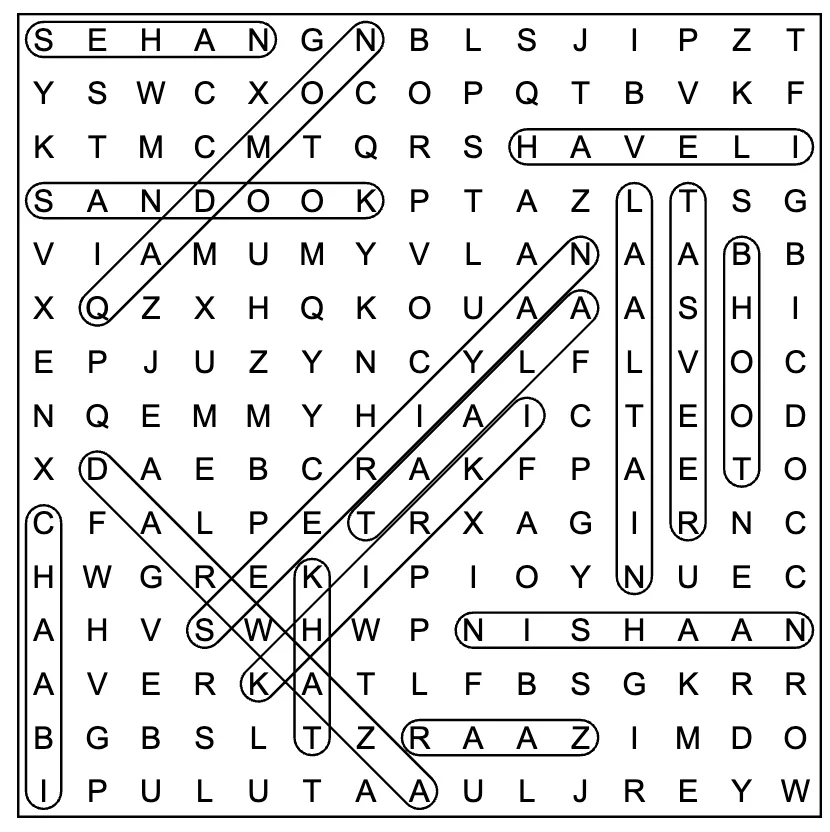 S E H A N G N B L S J I P Z T
Y S W C X O C O P Q T B V K F
K T M C M T Q R S H A V E L I
S A N D O O K P T A Z L T S G
V I A M U M Y V L A N A A B B
X Q Z X H Q K O U A A A S H I
E P J U Z Y N C Y L F L V O C
N Q E M M Y H I A I C T E O D
X D A E B C R A K F P A E T O
C F A L P E T R X A G I R N C
H W G R E K I P I O Y N U E C
A H V S W H W P N I S H A A N
A V E R K A T L F B S G K R R
B G B S L T Z R A A Z I M D O
I P U L U T A A U L J R E Y W